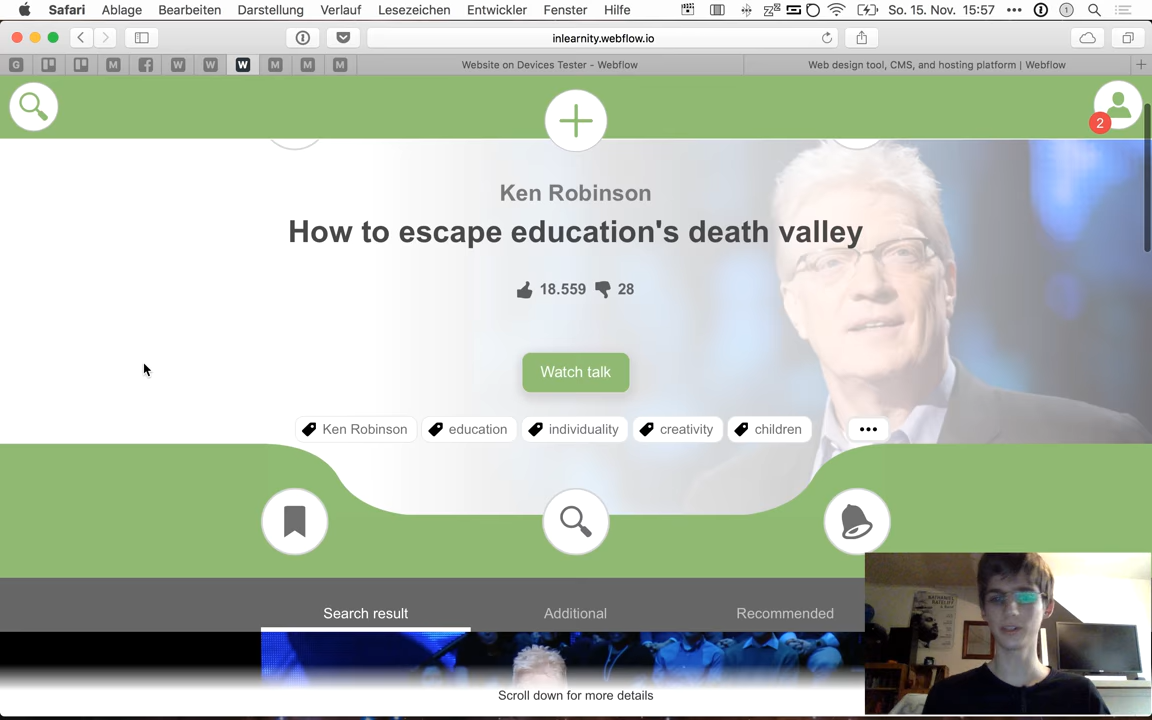 Safari Ablage Bearbeiten Darstellung Verlauf Lesezeichen Entwickler Fenster Hilfe So. 15. Nov. 15:57
inlearnity.webflow.io
Website on Devices Tester - Webflow Web design tool, CMS, and hosting platform | Webflow
2
Ken Robinson
How to escape education's death valley
18.559 28
Watch talk
Ken Robinson education individuality creativity children •••
Search result Additional Recommended
Scroll down for more details